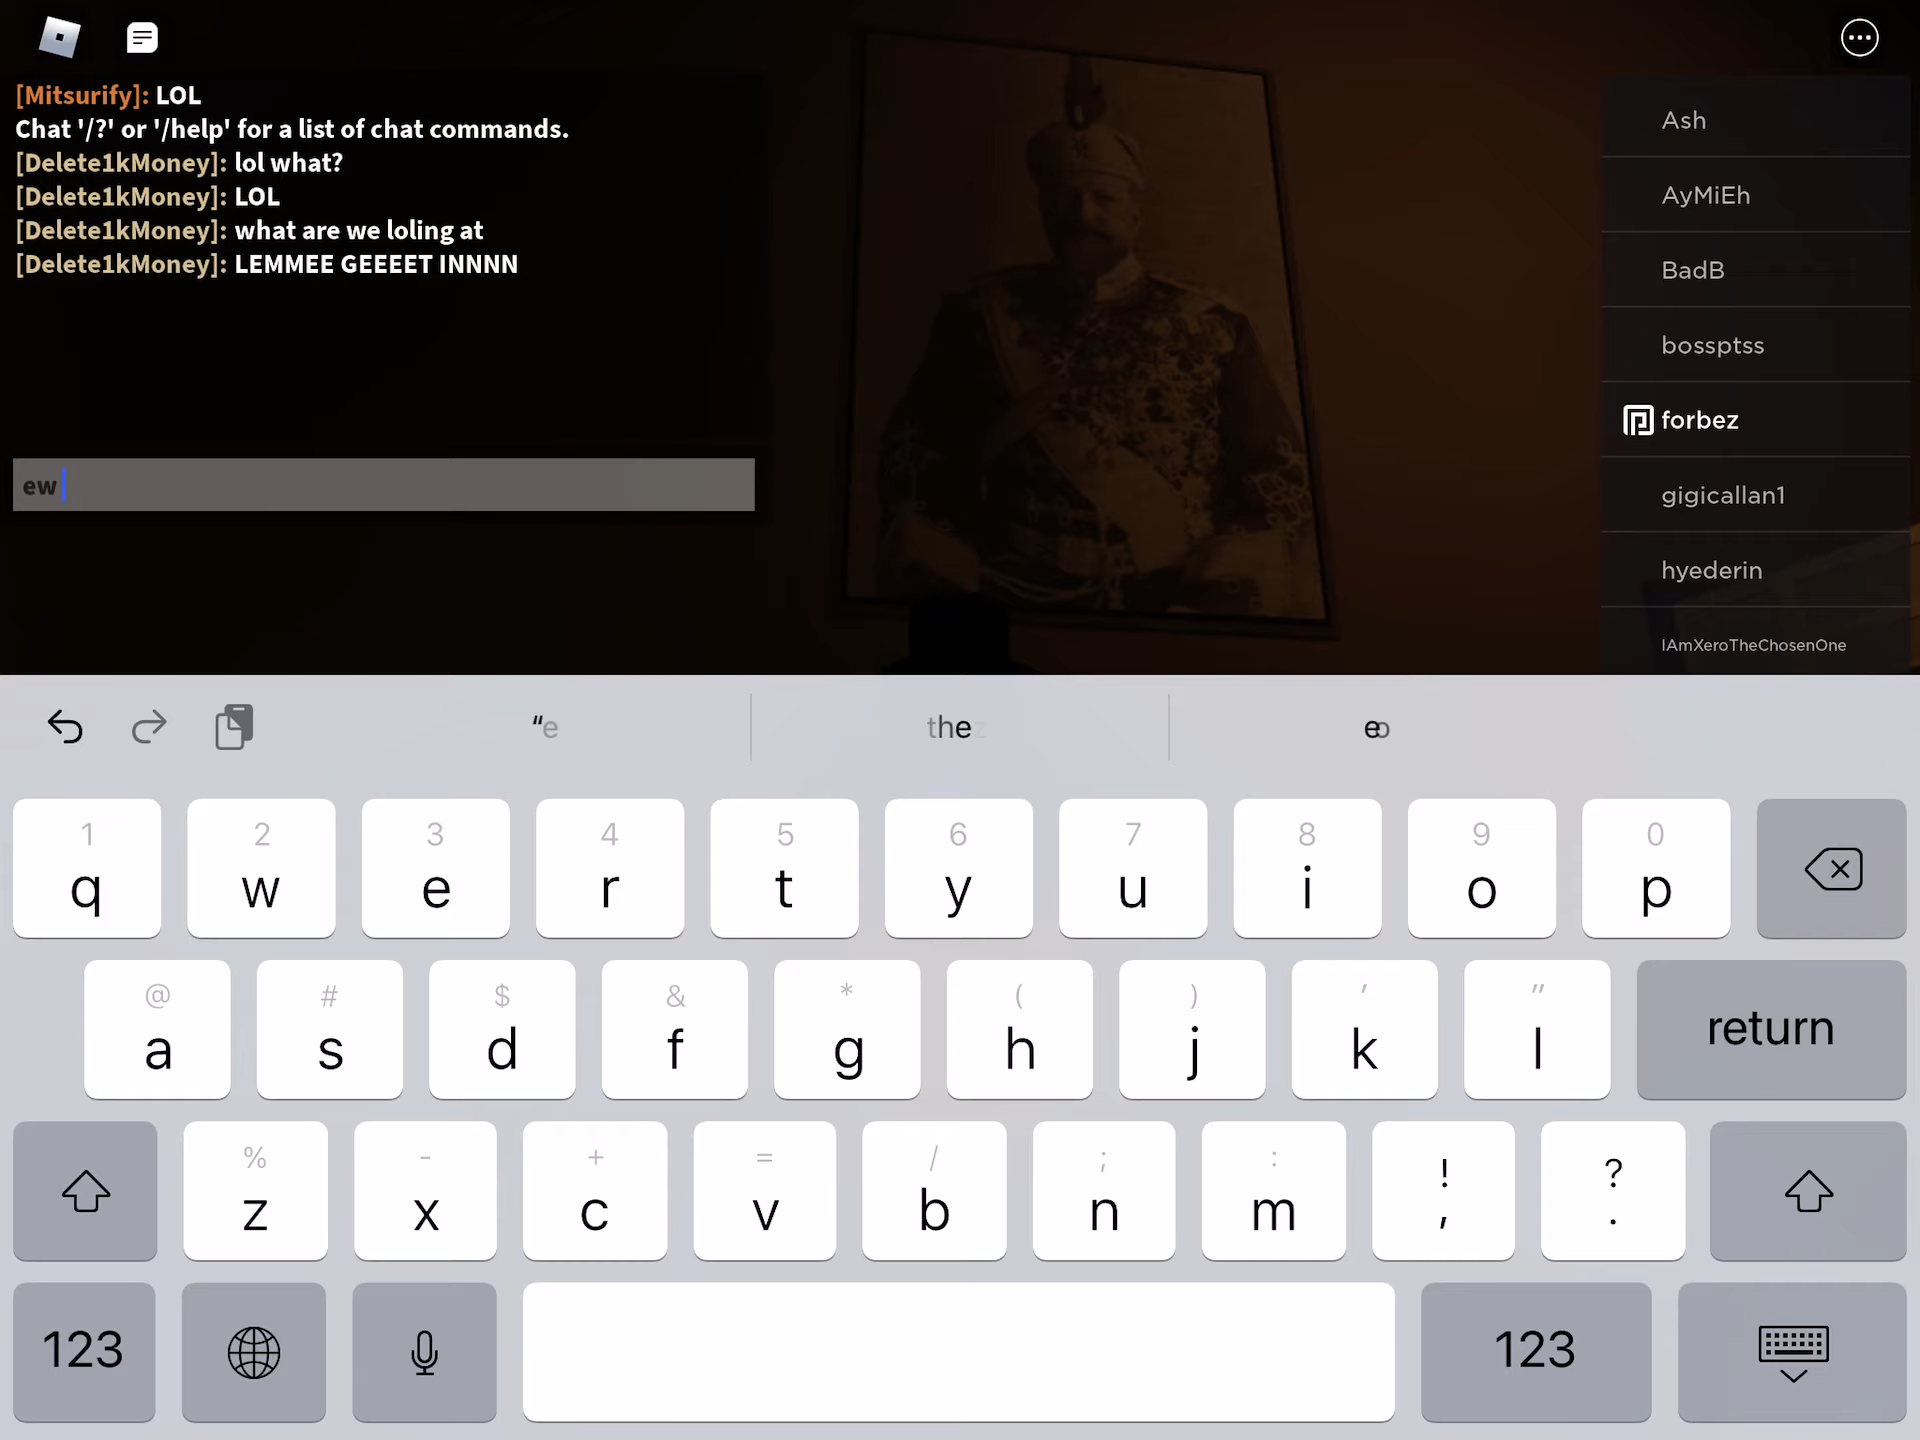 [Mitsurify]: LOL
Chat '/?' or '/help' for a list of chat commands.
[Delete1kMoney]: lol what?
[Delete1kMoney]: LOL
[Delete1kMoney]: what are we loling at
[Delete1kMoney]: LEMMEE GEEEET INNNN
ew
Ash
AyMiEh
BadB
bossptss
forbez
gigicallan1
hyederin
IAmXeroTheChosenOne
“e the
1 2 3 4 5 6 7 8 9 0
q w e r t y u i o p
@ # $ & * ( ) ' "
a s d f g h j k l return
% - + = / ; : ! ?
z x c v b n m , .
123 123